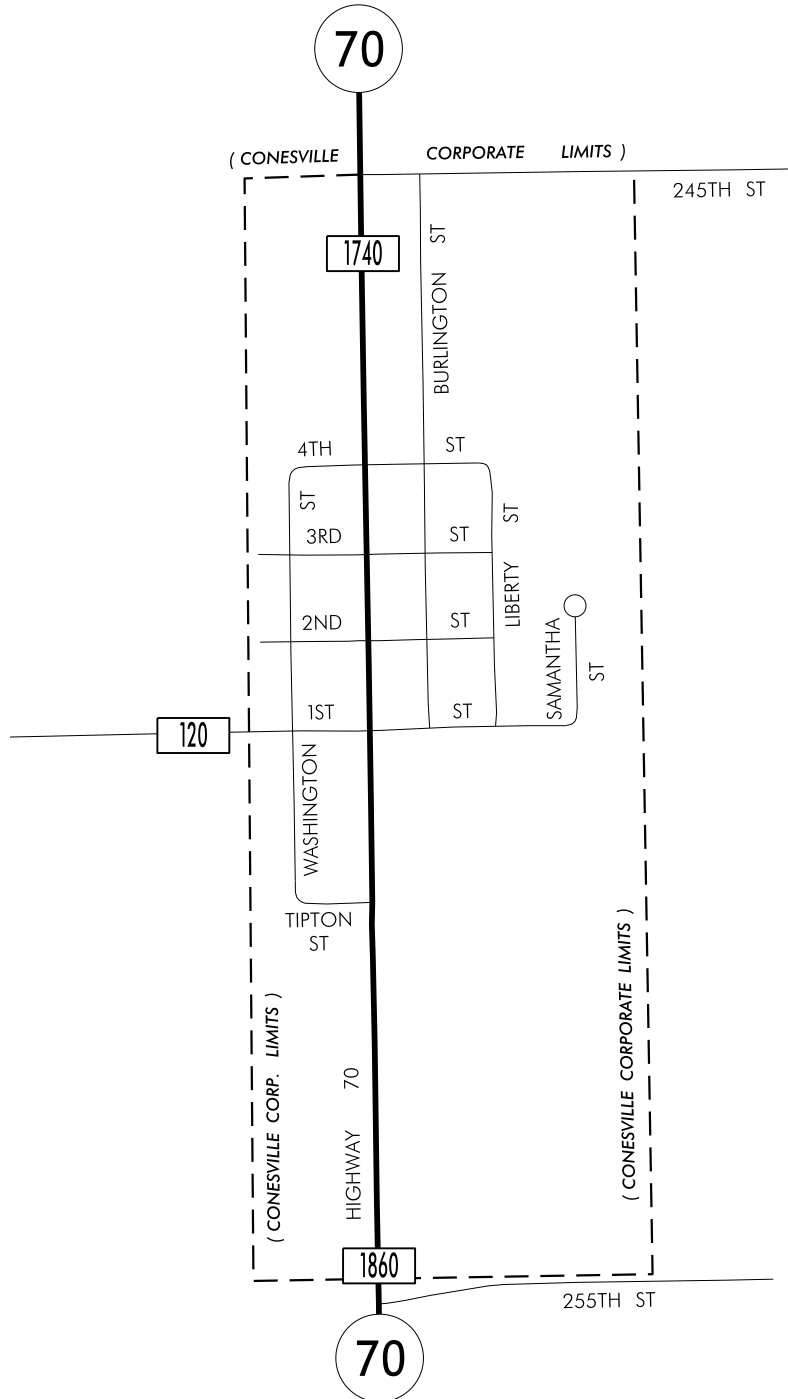 70
( CONESVILLE CORPORATE LIMITS )
245TH ST
1740
BURLINGTON ST
4TH ST
ST
3RD ST
LIBERTY ST
2ND ST
SAMANTHA ST
1ST ST
120
WASHINGTON
TIPTON
ST
( CONESVILLE CORP. LIMITS )
( CONESVILLE CORPORATE LIMITS )
HIGHWAY 70
1860
255TH ST
70